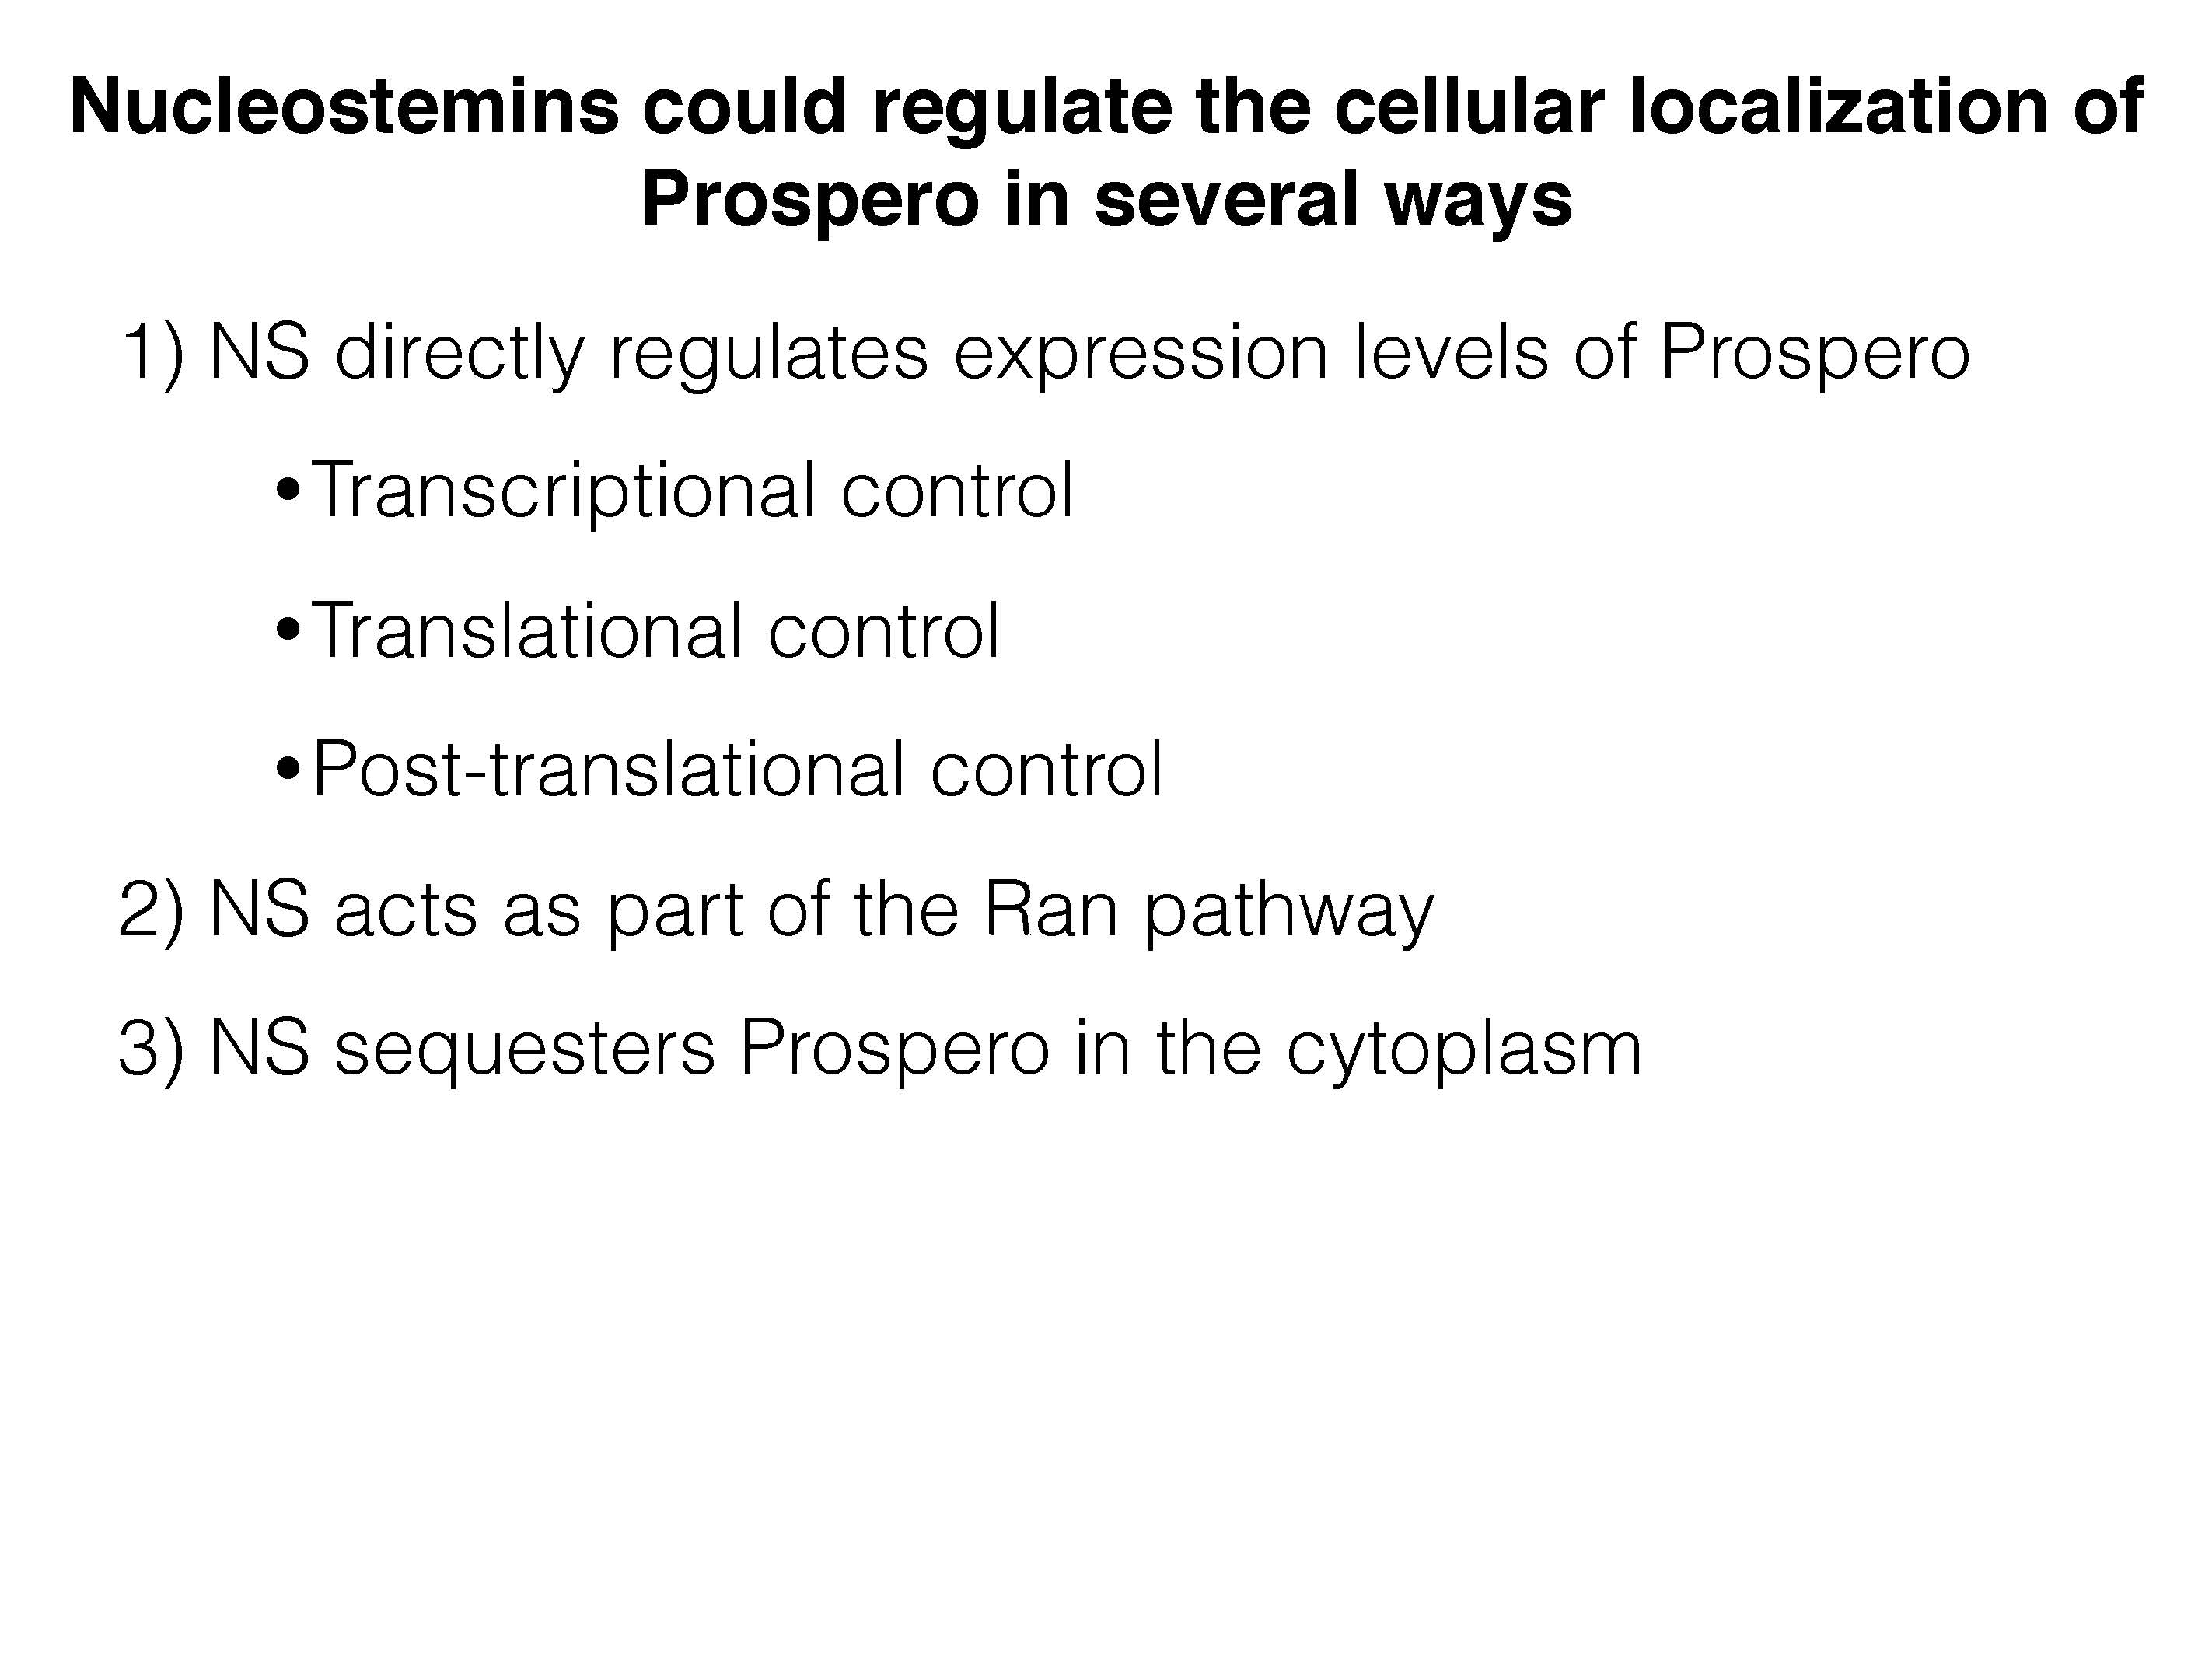 Nucleostemins could regulate the cellular localization of
Prospero in several ways
1) NS directly regulates expression levels of Prospero
•Transcriptional control
•Translational control
•Post-translational control
2) NS acts as part of the Ran pathway
3) NS sequesters Prospero in the cytoplasm